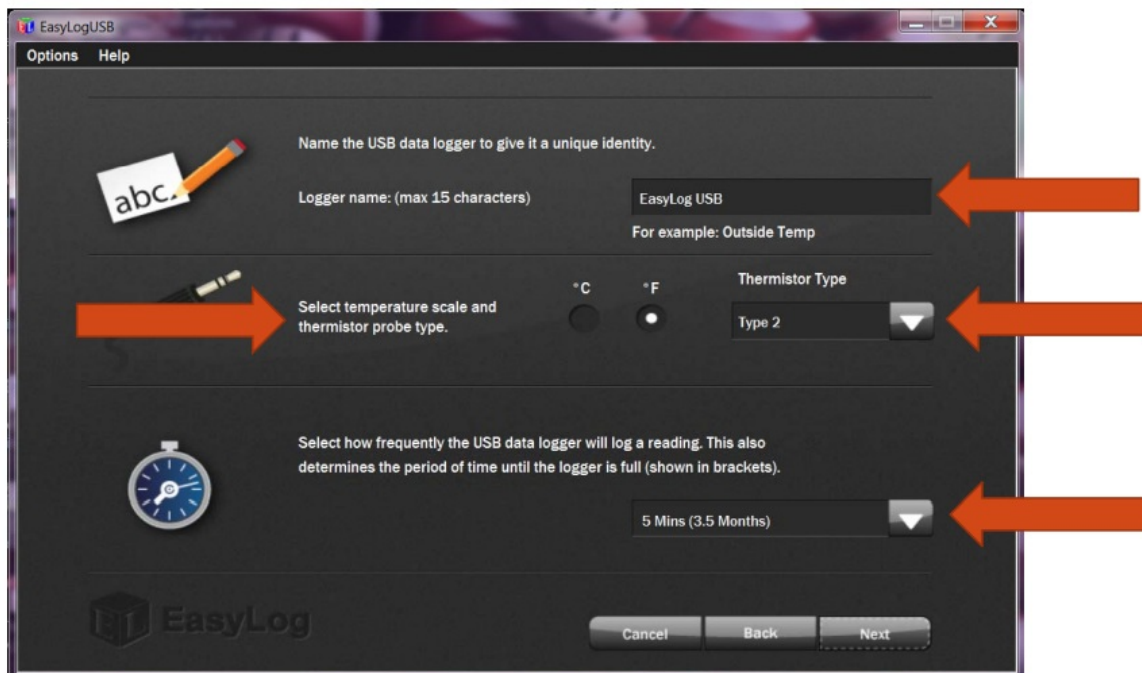 EasyLogUSB
Options Help
Name the USB data logger to give it a unique identity.
abc.
Logger name: (max 15 characters)
EasyLog USB
For example: Outside Temp
°C °F Thermistor Type
Select temperature scale and
thermistor probe type.
Type 2
Select how frequently the USB data logger will log a reading. This also
determines the period of time until the logger is full (shown in brackets).
5 Mins (3.5 Months)
EL EasyLog
Cancel Back Next